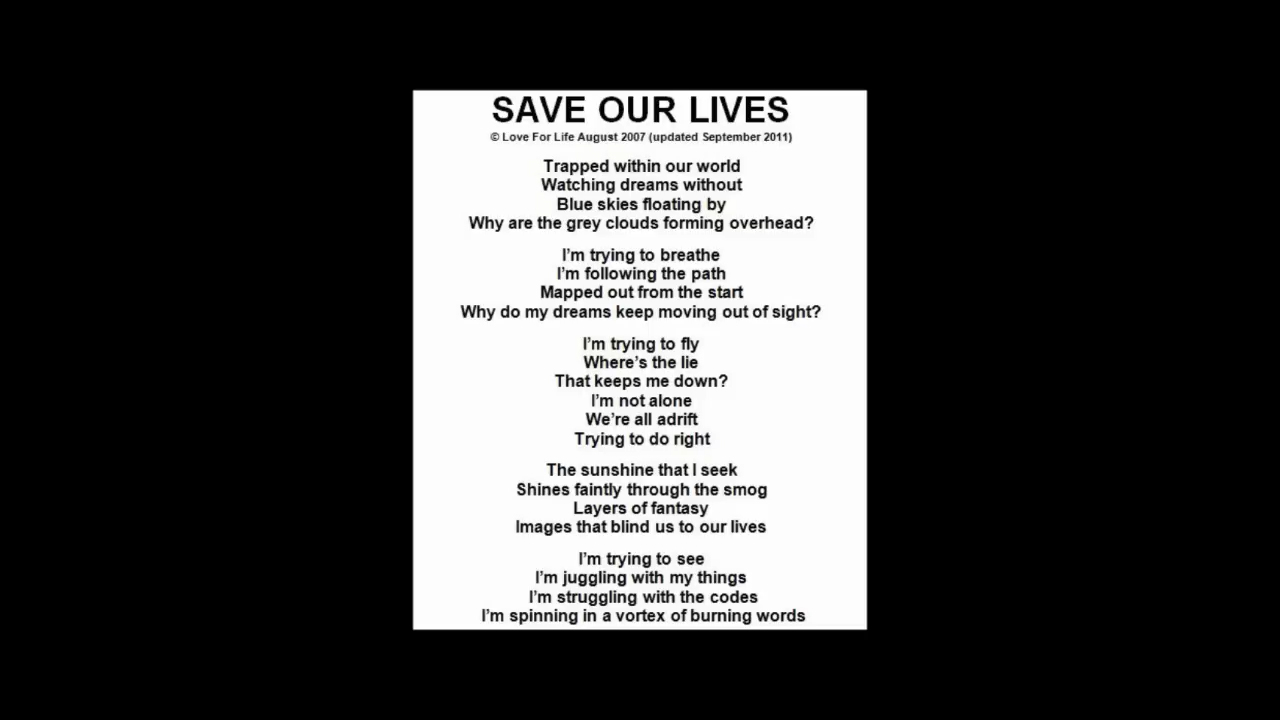 SAVE OUR LIVES
© Love For Life August 2007 (updated September 2011)
Trapped within our world
Watching dreams without
Blue skies floating by
Why are the grey clouds forming overhead?
I'm trying to breathe
I'm following the path
Mapped out from the start
Why do my dreams keep moving out of sight?
I'm trying to fly
Where's the lie
That keeps me down?
I'm not alone
We're all adrift
Trying to do right
The sunshine that I seek
Shines faintly through the smog
Layers of fantasy
Images that blind us to our lives
I'm trying to see
I'm juggling with my things
I'm struggling with the codes
I'm spinning in a vortex of burning words